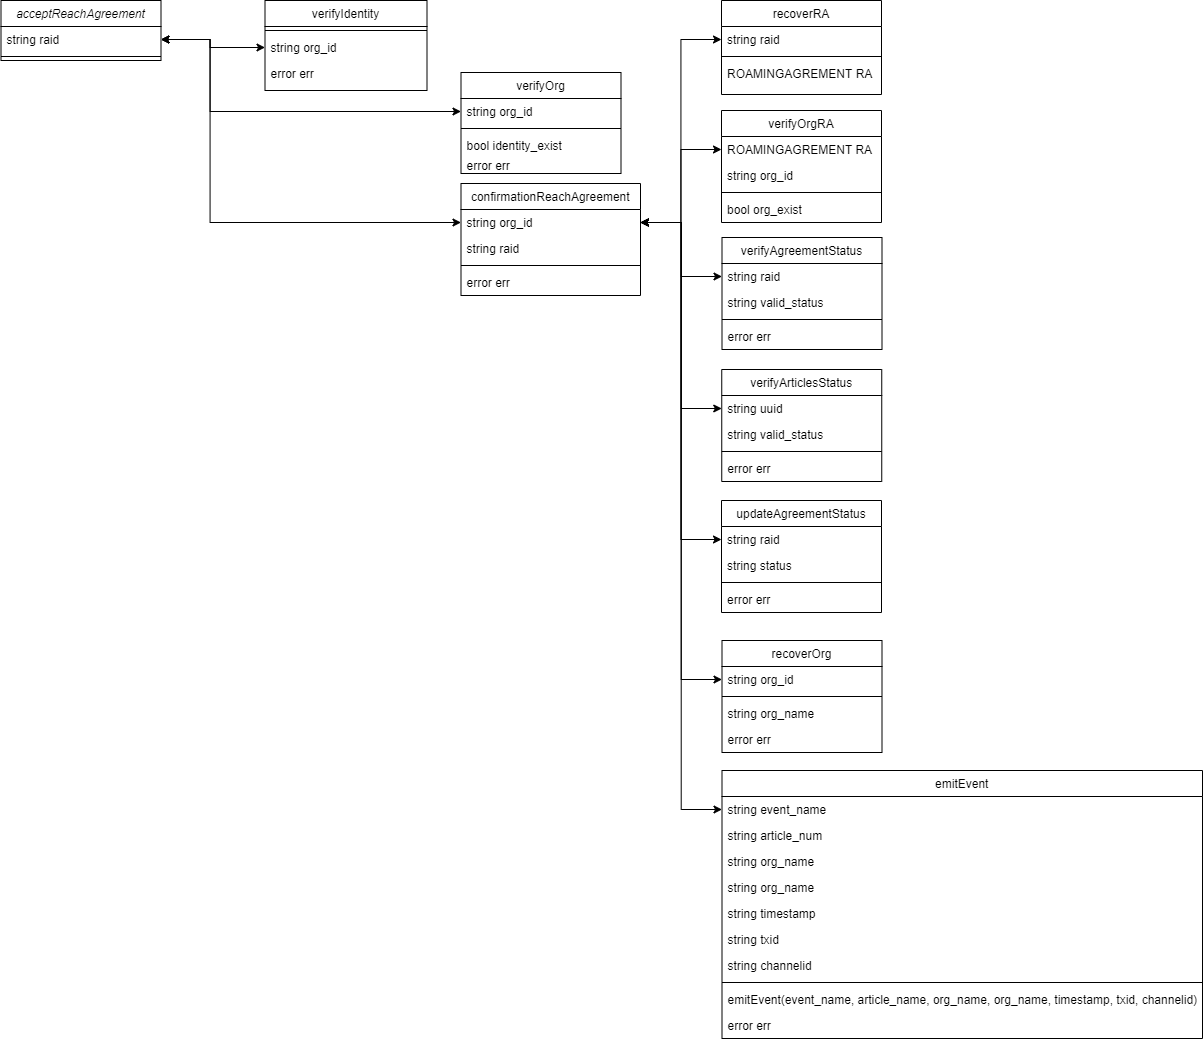 acceptReachAgreement
string raid
verifyIdentity
string org_id
error err
verifyOrg
string org_id
bool identity_exist
error err
confirmationReachAgreement
string org_id
string raid
error err
recoverRA
string raid
ROAMINGAGREMENT RA
verifyOrgRA
ROAMINGAGREMENT RA
string org_id
bool org_exist
verifyAgreementStatus
string raid
string valid_status
error err
verifyArticlesStatus
string uuid
string valid_status
error err
updateAgreementStatus
string raid
string status
error err
recoverOrg
string org_id
string org_name
error err
emitEvent
string event_name
string article_num
string org_name
string org_name
string timestamp
string txid
string channelid
emitEvent(event_name, article_name, org_name, org_name, timestamp, txid, channelid)
error err